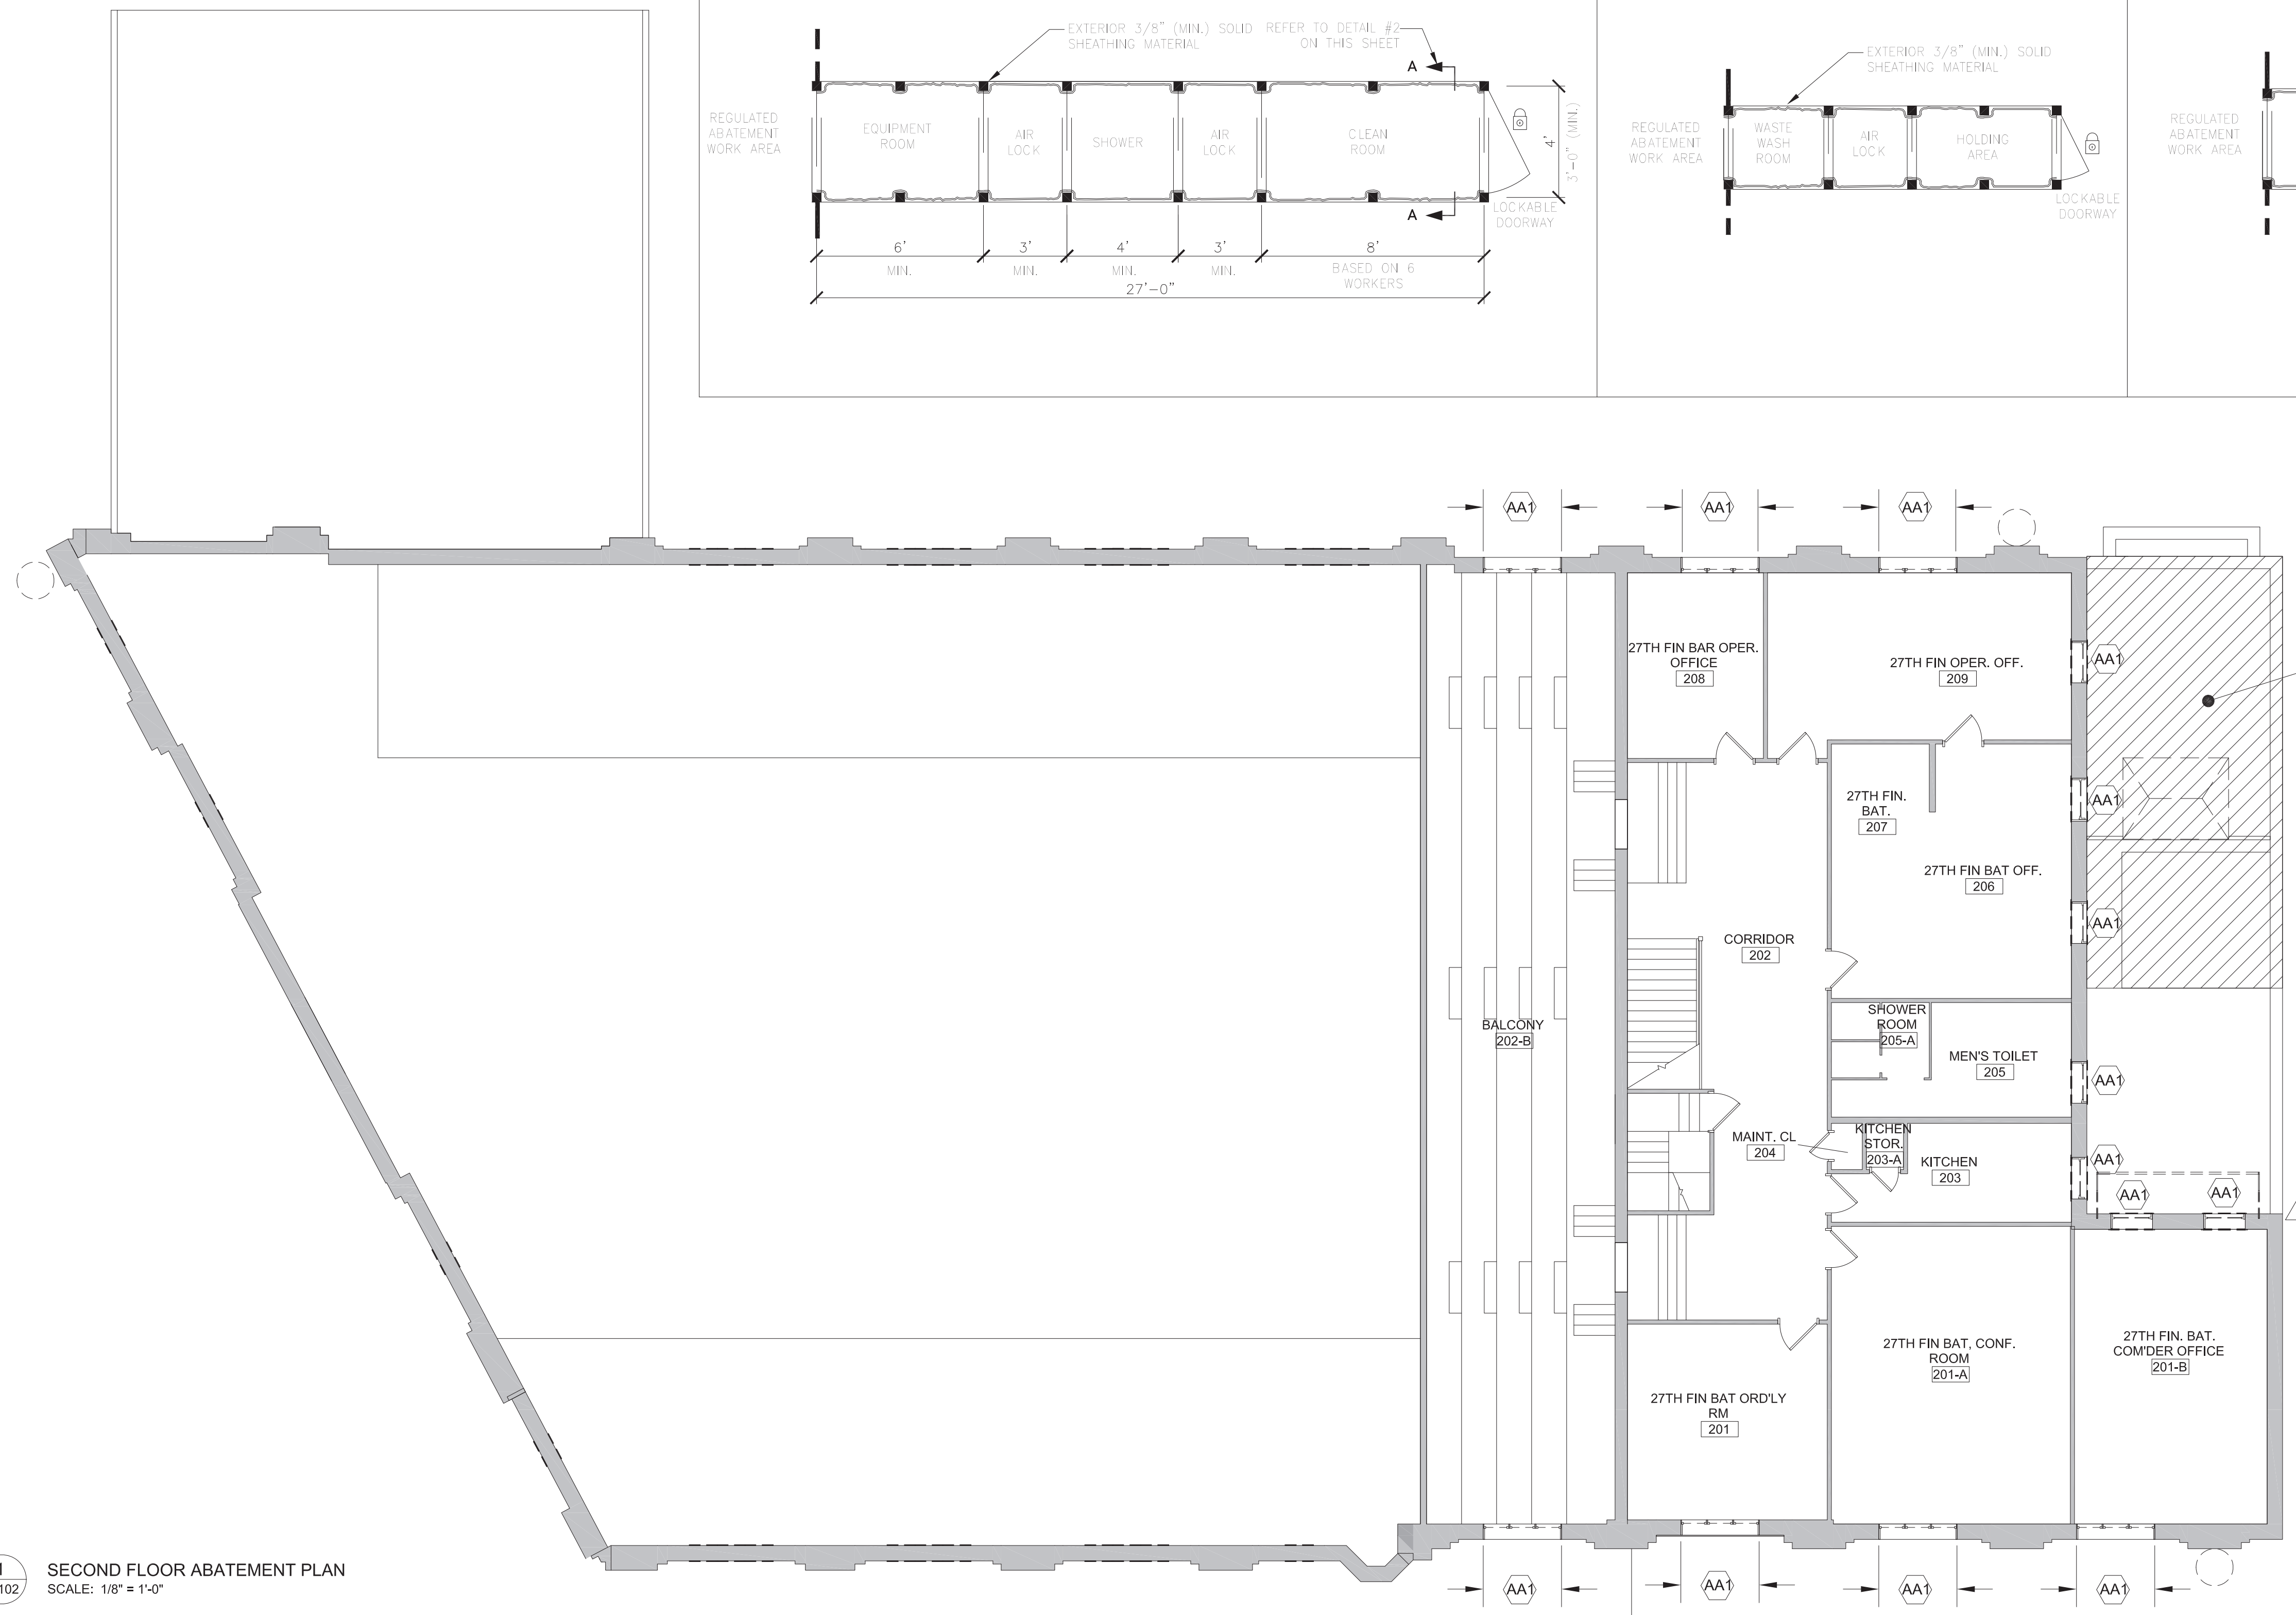 EXTERIOR 3/8" (MIN.) SOLID
SHEATHING MATERIAL
REFER TO DETAIL #2
ON THIS SHEET
A
REGULATED
ABATEMENT
WORK AREA
EQUIPMENT
ROOM
AIR
LOCK
SHOWER
AIR
LOCK
CLEAN
ROOM
4'
3'-0" (MIN.)
A
LOCKABLE
DOORWAY
6'
3'
4'
3'
8'
MIN.
MIN.
MIN.
MIN.
BASED ON 6
WORKERS
27'-0"
EXTERIOR 3/8" (MIN.) SOLID
SHEATHING MATERIAL
REGULATED
ABATEMENT
WORK AREA
WASTE
WASH
ROOM
AIR
LOCK
HOLDING
AREA
LOCKABLE
DOORWAY
REGULATED
ABATEMENT
WORK AREA
AA1
AA1
AA1
27TH FIN BAR OPER.
OFFICE
208
27TH FIN OPER. OFF.
209
AA1
27TH FIN.
BAT.
207
AA1
27TH FIN BAT OFF.
206
AA1
CORRIDOR
202
BALCONY
202-B
SHOWER
ROOM
205-A
MEN'S TOILET
205
AA1
MAINT. CL
204
KITCHEN
STOR.
203-A
KITCHEN
203
AA1
AA1
AA1
27TH FIN BAT ORD'LY
RM
201
27TH FIN BAT, CONF.
ROOM
201-A
27TH FIN. BAT.
COM'DER OFFICE
201-B
AA1
AA1
AA1
AA1
1
102
SECOND FLOOR ABATEMENT PLAN
SCALE: 1/8" = 1'-0"